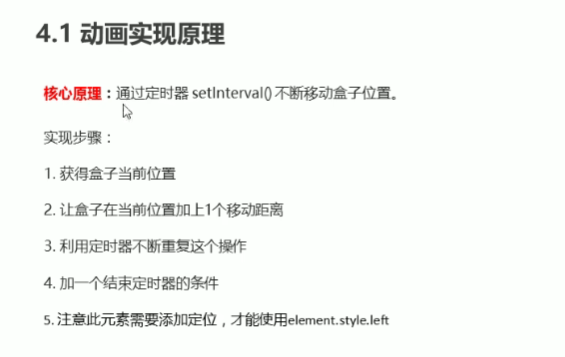 4.1 动画实现原理
核心原理：通过定时器 setInterval() 不断移动盒子位置。
实现步骤：
1. 获得盒子当前位置
2. 让盒子在当前位置加上1个移动距离
3. 利用定时器不断重复这个操作
4. 加一个结束定时器的条件
5. 注意此元素需要添加定位，才能使用element.style.left